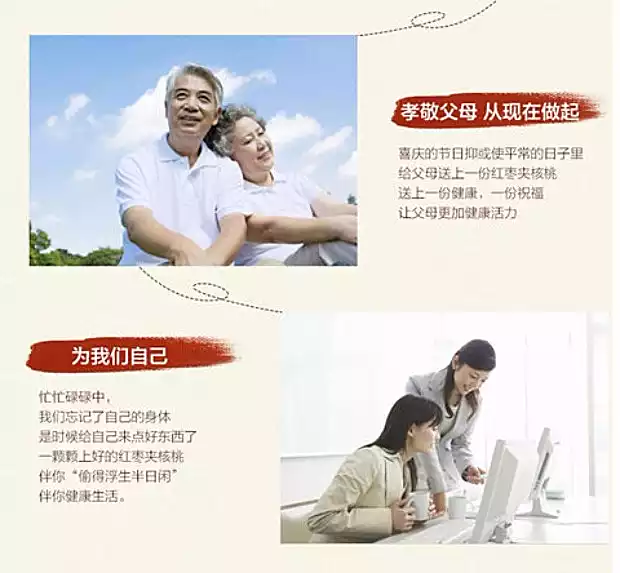 孝敬父母 从现在做起
喜庆的节日抑或使平常的日子里
给父母送上一份红枣夹核桃
送上一份健康，一份祝福
让父母更加健康活力
为我们自己
忙忙碌碌中，
我们忘记了自己的身体
是时候给自己来点好东西了
一颗颗上好的红枣夹核桃
伴你“偷得浮生半日闲”
伴你健康生活。